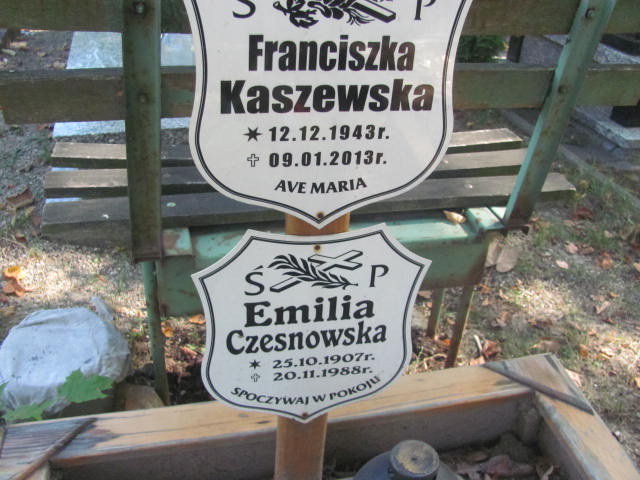 Ś P
Franciszka
Kaszewska
✶ 12.12.1943r.
✝ 09.01.2013r.
AVE MARIA
Ś P
Emilia
Czesnowska
✶ 25.10.1907r.
✝ 20.11.1988r.
SPOCZYWAJ W POKOJU